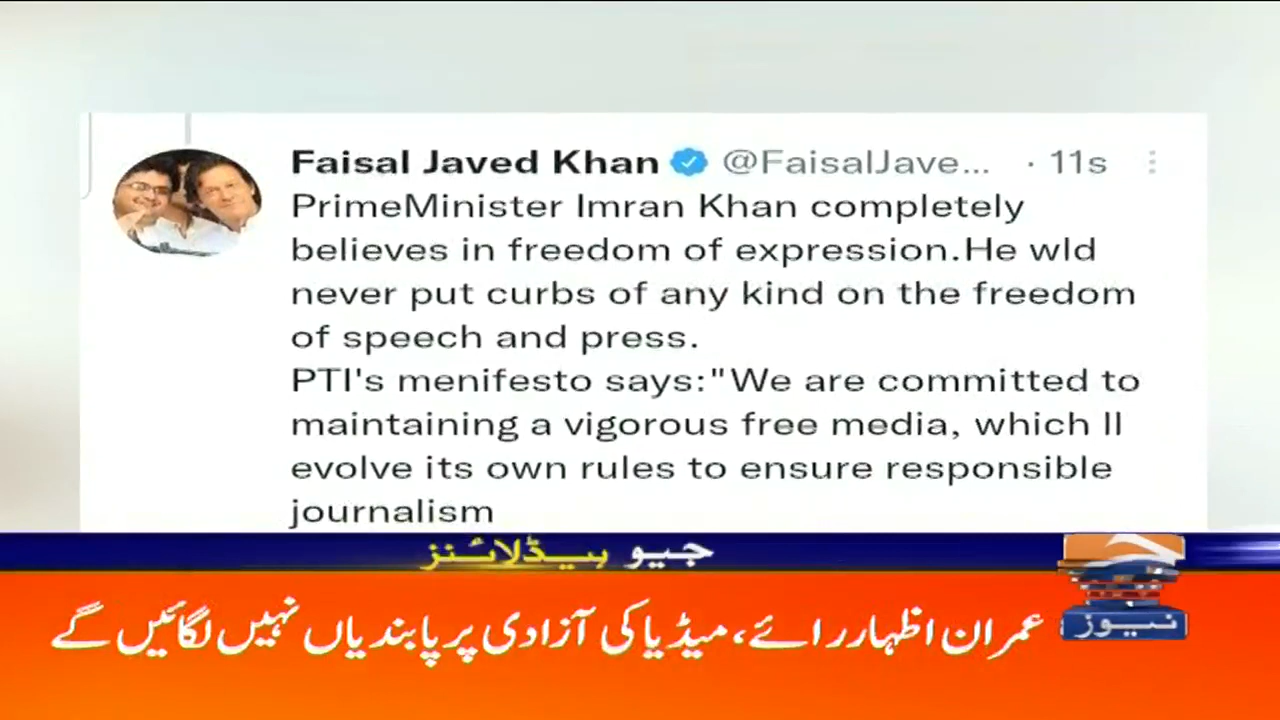 Faisal Javed Khan @FaisalJave... · 11s
PrimeMinister Imran Khan completely
believes in freedom of expression.He wld
never put curbs of any kind on the freedom
of speech and press.
PTI's menifesto says:"We are committed to
maintaining a vigorous free media, which ll
evolve its own rules to ensure responsible
journalism
جیو ہیڈلائنز
عمران اظہار رائے، میڈیا کی آزادی پر پابندیاں نہیں لگائیں گے
نیوز